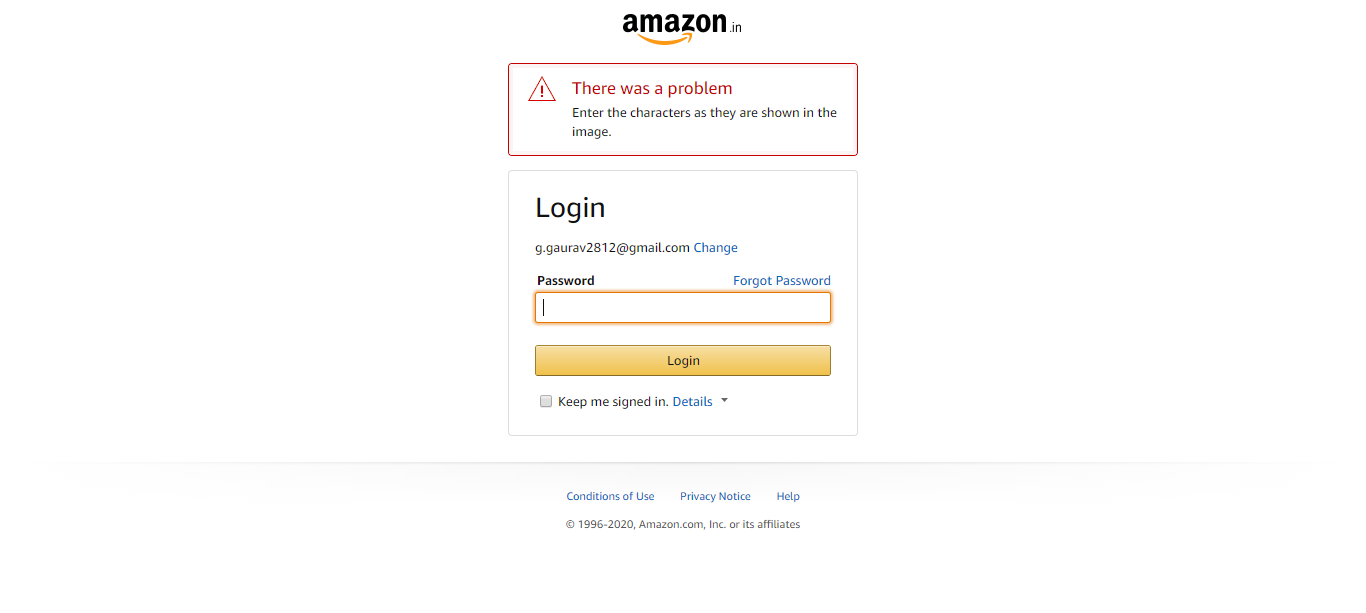 amazon.in
There was a problem
Enter the characters as they are shown in the
image.
Login
g.gaurav2812@gmail.com Change
Password Forgot Password
Login
Keep me signed in. Details
Conditions of Use Privacy Notice Help
© 1996-2020, Amazon.com, Inc. or its affiliates